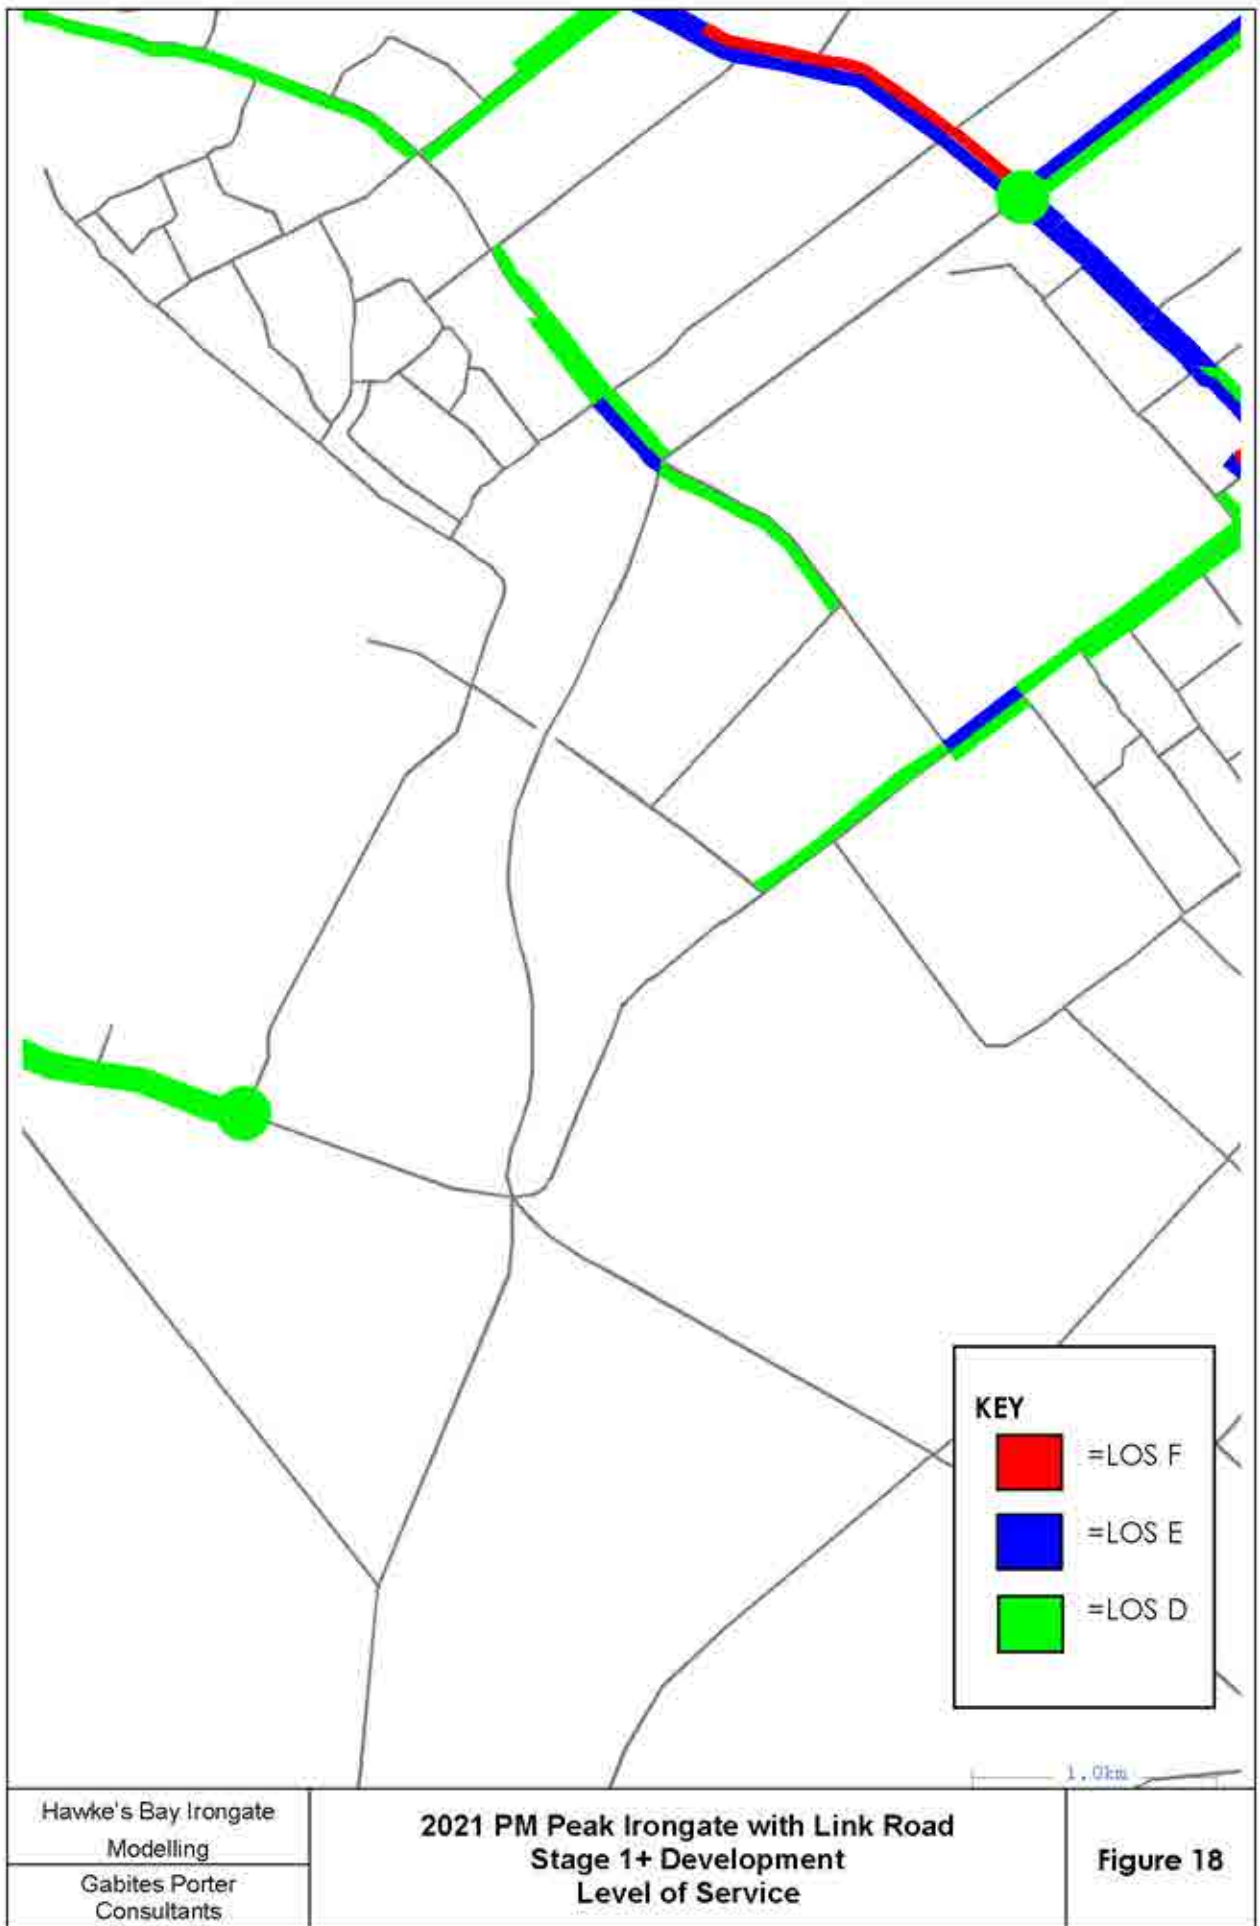 KEY
=LOS F
=LOS E
=LOS D
1.0km
Hawke's Bay Irongate
Modelling
Gabites Porter
Consultants
2021 PM Peak Irongate with Link Road
Stage 1+ Development
Level of Service
Figure 18